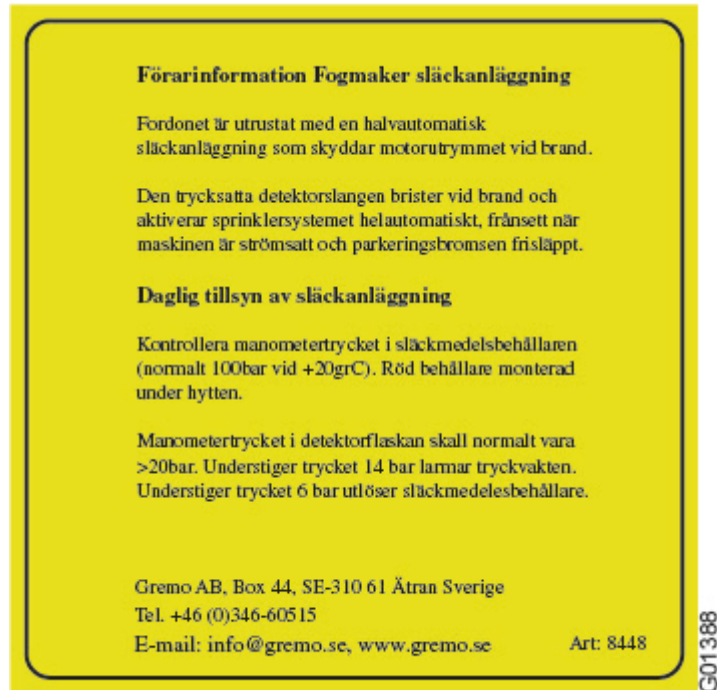 Förarinformation Fogmaker släckanläggning
Fordonet är utrustat med en halvautomatisk
släckanläggning som skyddar motorutrymmet vid brand.
Den trycksatta detektorslangen brister vid brand och
aktiverar sprinklersystemet helautomatiskt, frånsett när
maskinen är strömsatt och parkeringsbromsen frisläppt.
Daglig tillsyn av släckanläggning
Kontrollera manometertrycket i släckmedelsbehållaren
(normalt 100bar vid +20grC). Röd behållare monterad
under hytten.
Manometertrycket i detektorflaskan skall normalt vara
>20bar. Understiger trycket 14 bar larmar tryckvakten.
Understiger trycket 6 bar utlöser släckmedelesbehållare.
Gremo AB, Box 44, SE-310 61 Ätran Sverige
Tel. +46 (0)346-60515
E-mail: info@gremo.se, www.gremo.se Art: 8448
G01388